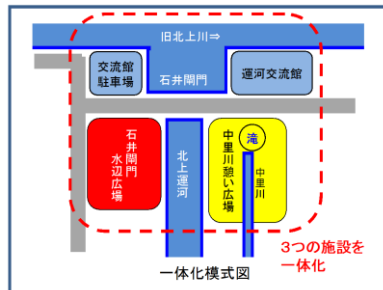 旧北上川⇒
交流館
駐車場
石井閘門
運河交流館
石井閘門
水辺広場
北上運河
中里川憩い広場
滝
中里川
3つの施設を
一体化
一体化模式図